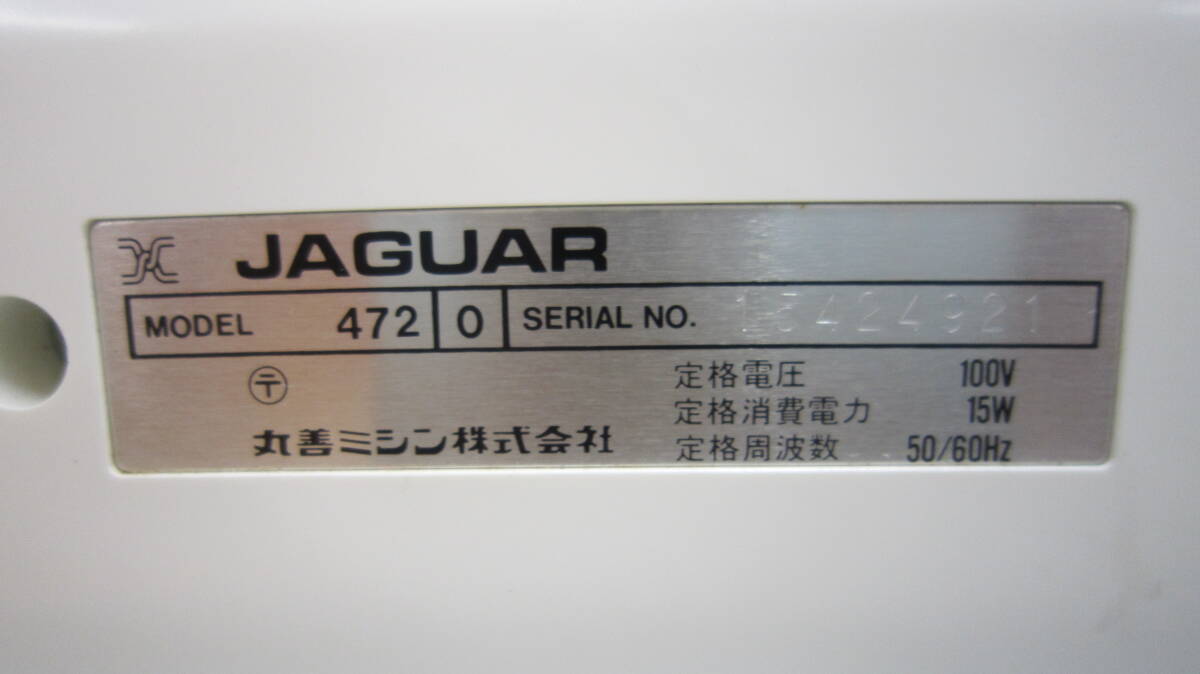 JAGUAR
MODEL 472 0 SERIAL NO. 13424921
〶
丸善ミシン株式会社
定格電圧 100V
定格消費電力 15W
定格周波数 50/60Hz